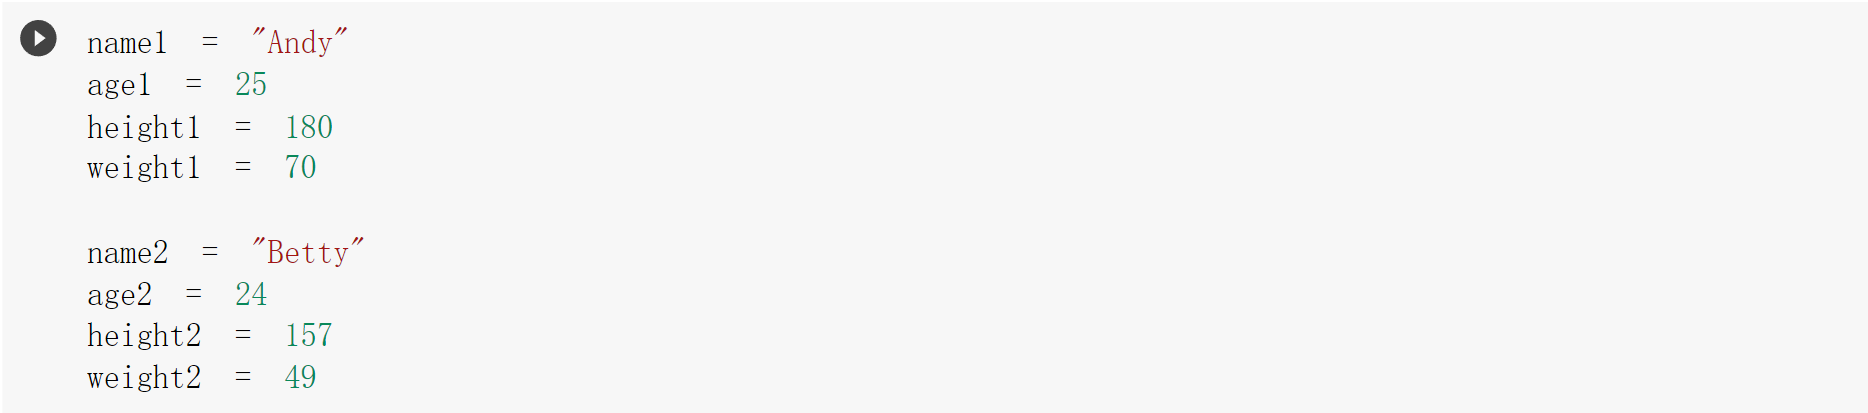 name1 = "Andy"
age1 = 25
height1 = 180
weight1 = 70
name2 = "Betty"
age2 = 24
height2 = 157
weight2 = 49